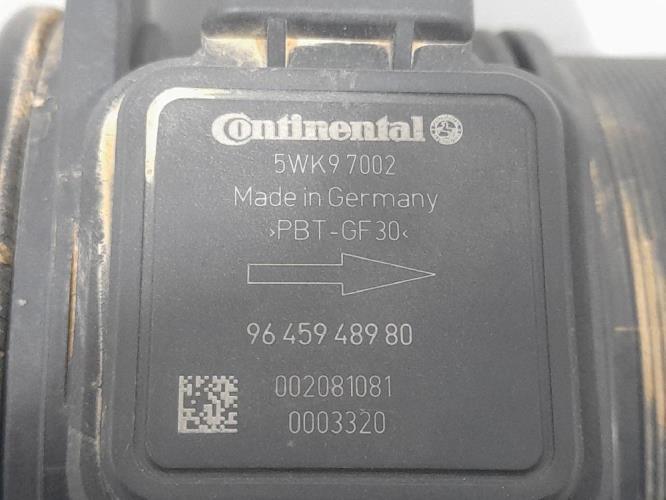 Continental
5WK9 7002
Made in Germany
>PBT-GF30<
96 459 489 80
002081081
0003320